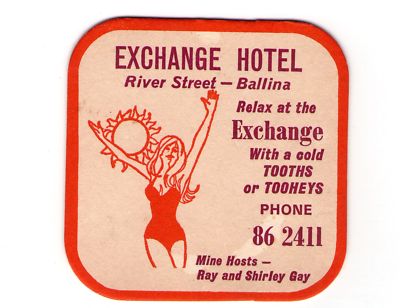 EXCHANGE HOTEL
River Street – Ballina
Relax at the
Exchange
With a cold
TOOTHS
or TOOHEYS
PHONE
86 2411
Mine Hosts –
Ray and Shirley Gay